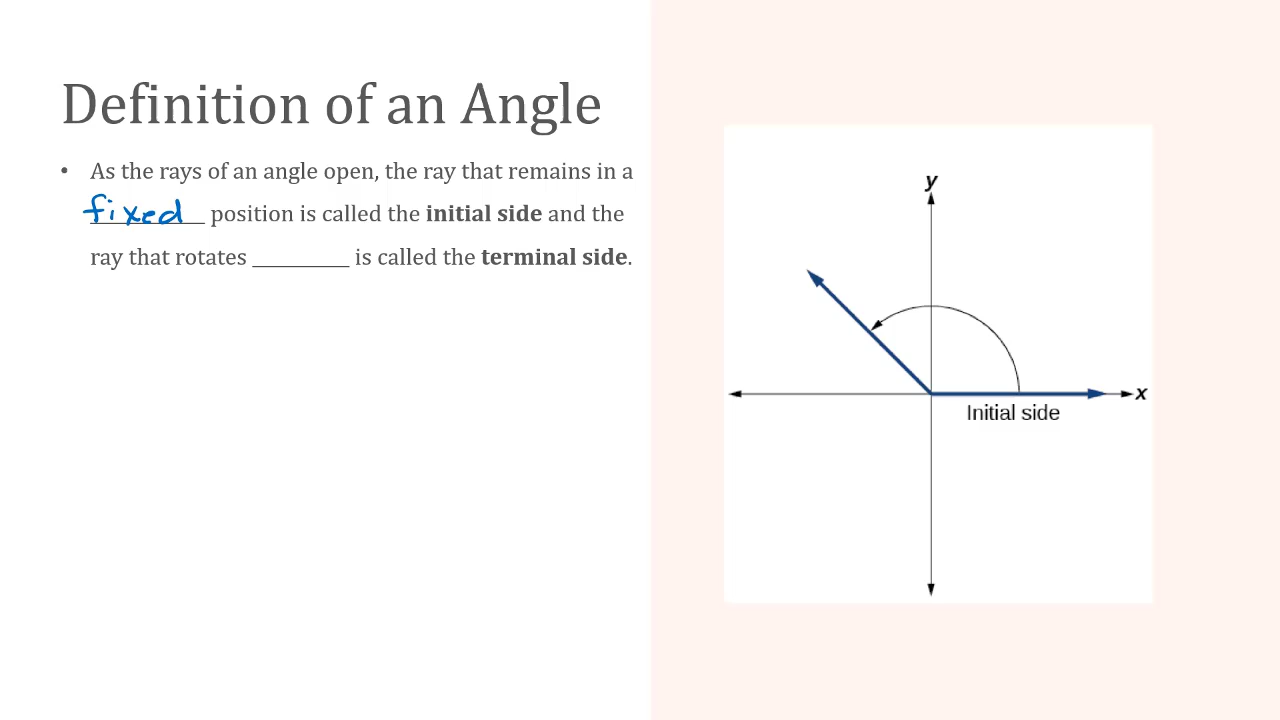 Definition of an Angle
• As the rays of an angle open, the ray that remains in a
fixed position is called the initial side and the
ray that rotates __________ is called the terminal side.
y
x
Initial side